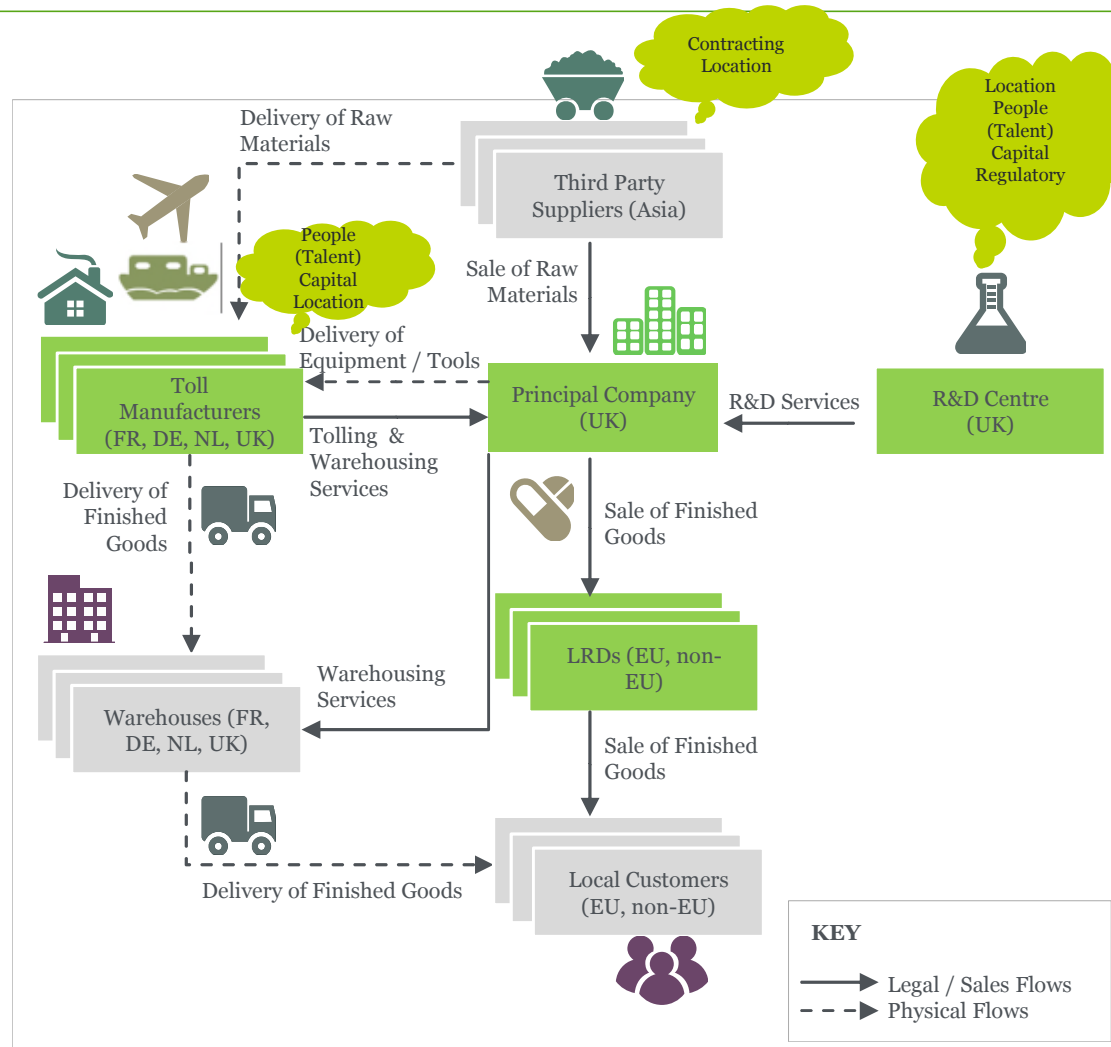 Contracting
Location
Location
People
(Talent)
Capital
Regulatory
Delivery of Raw
Materials
Third Party
Suppliers (Asia)
People
(Talent)
Capital
Location
Sale of Raw
Materials
Delivery of
Equipment / Tools
Toll
Manufacturers
(FR, DE, NL, UK)
Principal Company
(UK)
R&D Services
R&D Centre
(UK)
Tolling &
Warehousing
Services
Delivery of
Finished
Goods
Sale of Finished
Goods
LRDs (EU, non-
EU)
Warehousing
Services
Warehouses (FR,
DE, NL, UK)
Sale of Finished
Goods
Delivery of Finished Goods
Local Customers
(EU, non-EU)
KEY
Legal / Sales Flows
Physical Flows